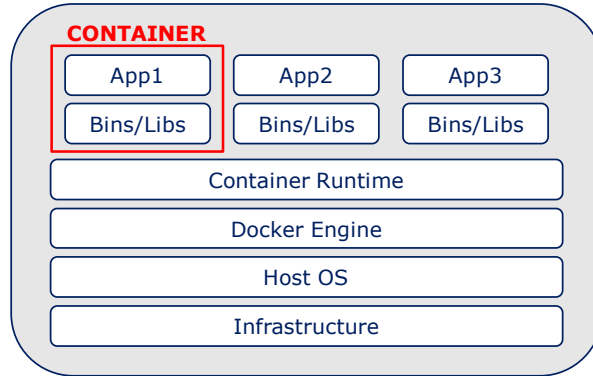 CONTAINER
App1 App2 App3
Bins/Libs Bins/Libs Bins/Libs
Container Runtime
Docker Engine
Host OS
Infrastructure